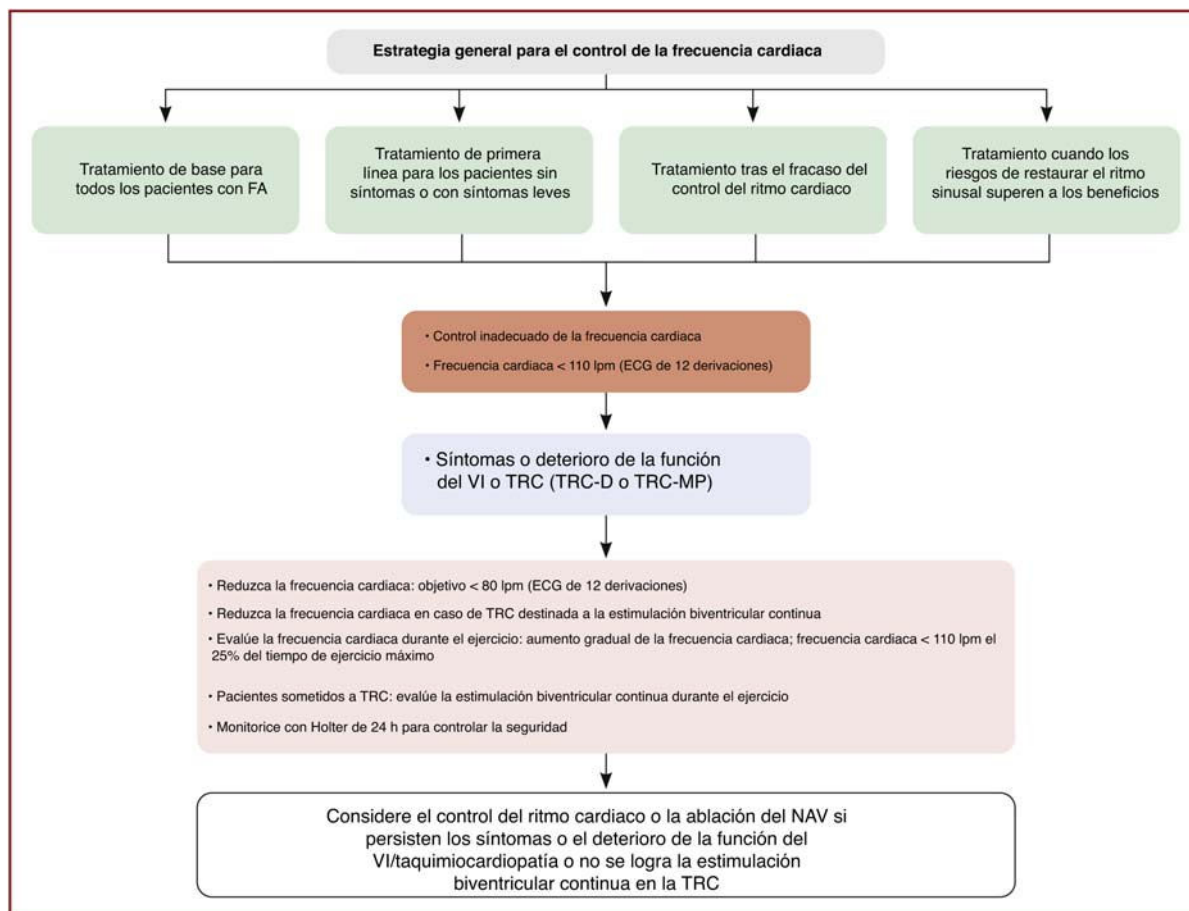 Estrategia general para el control de la frecuencia cardiaca
Tratamiento de base para
todos los pacientes con FA
Tratamiento de primera
línea para los pacientes sin
síntomas o con síntomas leves
Tratamiento tras el fracaso del
control del ritmo cardiaco
Tratamiento cuando los
riesgos de restaurar el ritmo
sinusal superen a los beneficios
• Control inadecuado de la frecuencia cardiaca
• Frecuencia cardiaca < 110 lpm (ECG de 12 derivaciones)
• Síntomas o deterioro de la función
del VI o TRC (TRC-D o TRC-MP)
• Reduzca la frecuencia cardiaca: objetivo < 80 lpm (ECG de 12 derivaciones)
• Reduzca la frecuencia cardiaca en caso de TRC destinada a la estimulación biventricular continua
• Evalúe la frecuencia cardiaca durante el ejercicio: aumento gradual de la frecuencia cardiaca; frecuencia cardiaca < 110 lpm el
25% del tiempo de ejercicio máximo
• Pacientes sometidos a TRC: evalúe la estimulación biventricular continua durante el ejercicio
• Monitorice con Holter de 24 h para controlar la seguridad
Considere el control del ritmo cardiaco o la ablación del NAV si
persisten los síntomas o el deterioro de la función del
VI/taquimiocardiopatía o no se logra la estimulación
biventricular continua en la TRC